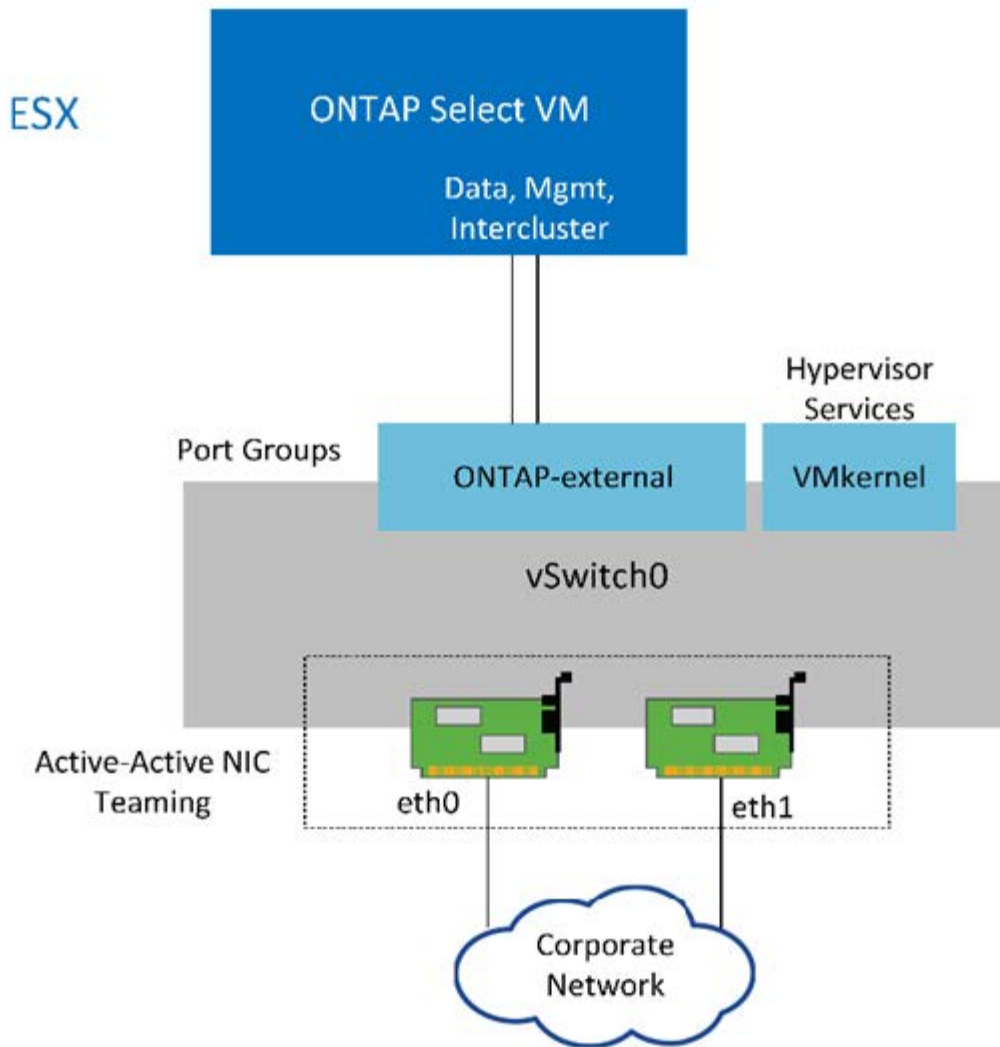 ESX
ONTAP Select VM
Data, Mgmt,
Intercluster
Hypervisor
Services
Port Groups
ONTAP-external
VMkernel
vSwitch0
Active-Active NIC
Teaming
eth0
eth1
Corporate
Network